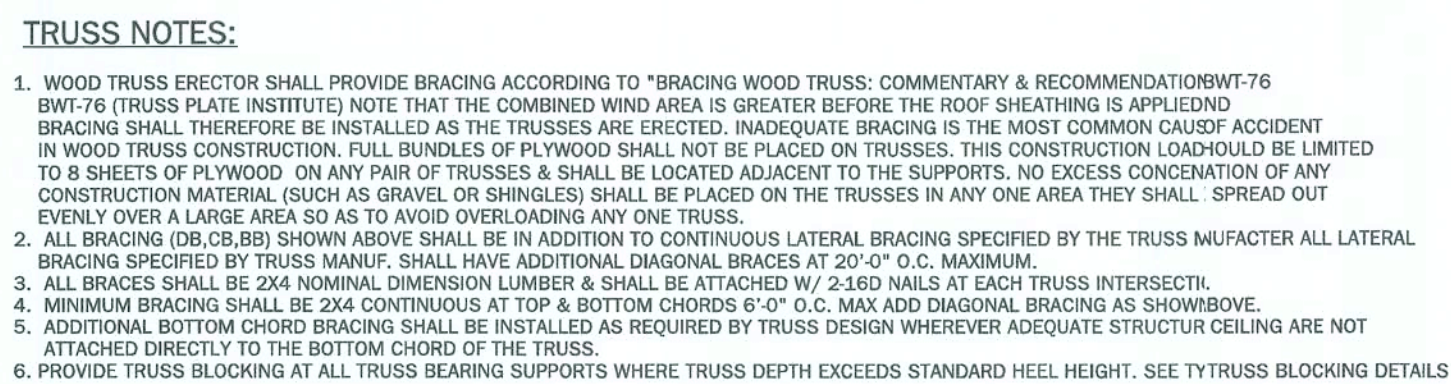 TRUSS NOTES:
1. WOOD TRUSS ERECTOR SHALL PROVIDE BRACING ACCORDING TO "BRACING WOOD TRUSS: COMMENTARY & RECOMMENDATIONBWT-76
BWT-76 (TRUSS PLATE INSTITUTE) NOTE THAT THE COMBINED WIND AREA IS GREATER BEFORE THE ROOF SHEATHING IS APPLIEDND
BRACING SHALL THEREFORE BE INSTALLED AS THE TRUSSES ARE ERECTED. INADEQUATE BRACING IS THE MOST COMMON CAUSOF ACCIDENT
IN WOOD TRUSS CONSTRUCTION. FULL BUNDLES OF PLYWOOD SHALL NOT BE PLACED ON TRUSSES. THIS CONSTRUCTION LOADHOULD BE LIMITED
TO 8 SHEETS OF PLYWOOD ON ANY PAIR OF TRUSSES & SHALL BE LOCATED ADJACENT TO THE SUPPORTS. NO EXCESS CONCENATION OF ANY
CONSTRUCTION MATERIAL (SUCH AS GRAVEL OR SHINGLES) SHALL BE PLACED ON THE TRUSSES IN ANY ONE AREA THEY SHALL SPREAD OUT
EVENLY OVER A LARGE AREA SO AS TO AVOID OVERLOADING ANY ONE TRUSS.
2. ALL BRACING (DB,CB,BB) SHOWN ABOVE SHALL BE IN ADDITION TO CONTINUOUS LATERAL BRACING SPECIFIED BY THE TRUSS MUFACTER ALL LATERAL
BRACING SPECIFIED BY TRUSS MANUF. SHALL HAVE ADDITIONAL DIAGONAL BRACES AT 20'-0" O.C. MAXIMUM.
3. ALL BRACES SHALL BE 2X4 NOMINAL DIMENSION LUMBER & SHALL BE ATTACHED W/ 2-16D NAILS AT EACH TRUSS INTERSECTI(.
4. MINIMUM BRACING SHALL BE 2X4 CONTINUOUS AT TOP & BOTTOM CHORDS 6'-0" O.C. MAX ADD DIAGONAL BRACING AS SHOWNBOVE.
5. ADDITIONAL BOTTOM CHORD BRACING SHALL BE INSTALLED AS REQUIRED BY TRUSS DESIGN WHEREVER ADEQUATE STRUCTUR CEILING ARE NOT
ATTACHED DIRECTLY TO THE BOTTOM CHORD OF THE TRUSS.
6. PROVIDE TRUSS BLOCKING AT ALL TRUSS BEARING SUPPORTS WHERE TRUSS DEPTH EXCEEDS STANDARD HEEL HEIGHT. SEE TYTRUSS BLOCKING DETAILS